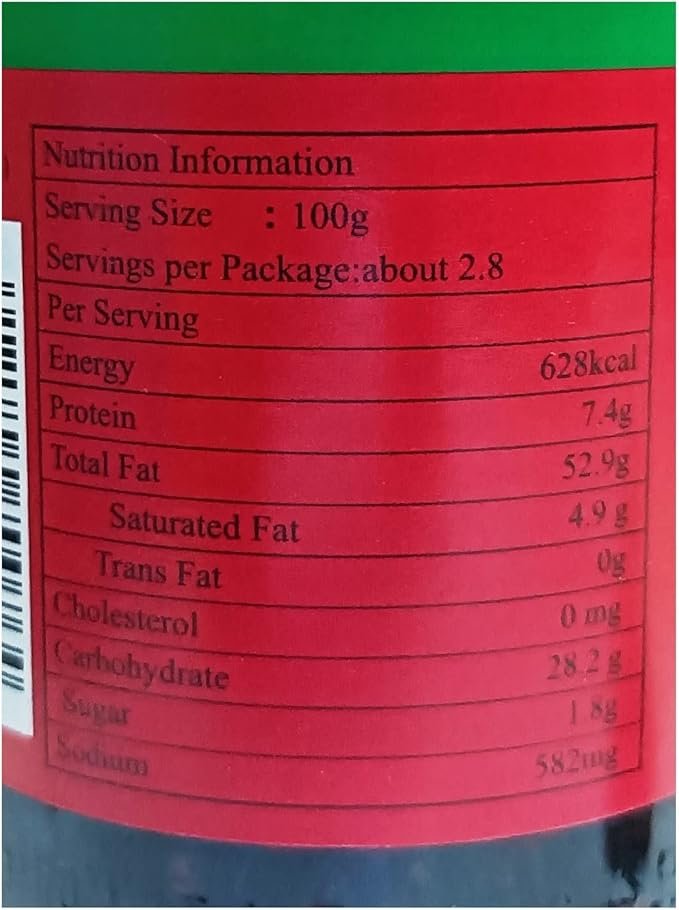 Nutrition Information
Serving Size : 100g
Servings per Package:about 2.8
Per Serving
Energy 628kcal
Protein 7.4g
Total Fat 52.9g
Saturated Fat 4.9 g
Trans Fat 0g
Cholesterol 0 mg
Carbohydrate 28.2 g
Sugar 1.8g
Sodium 582mg